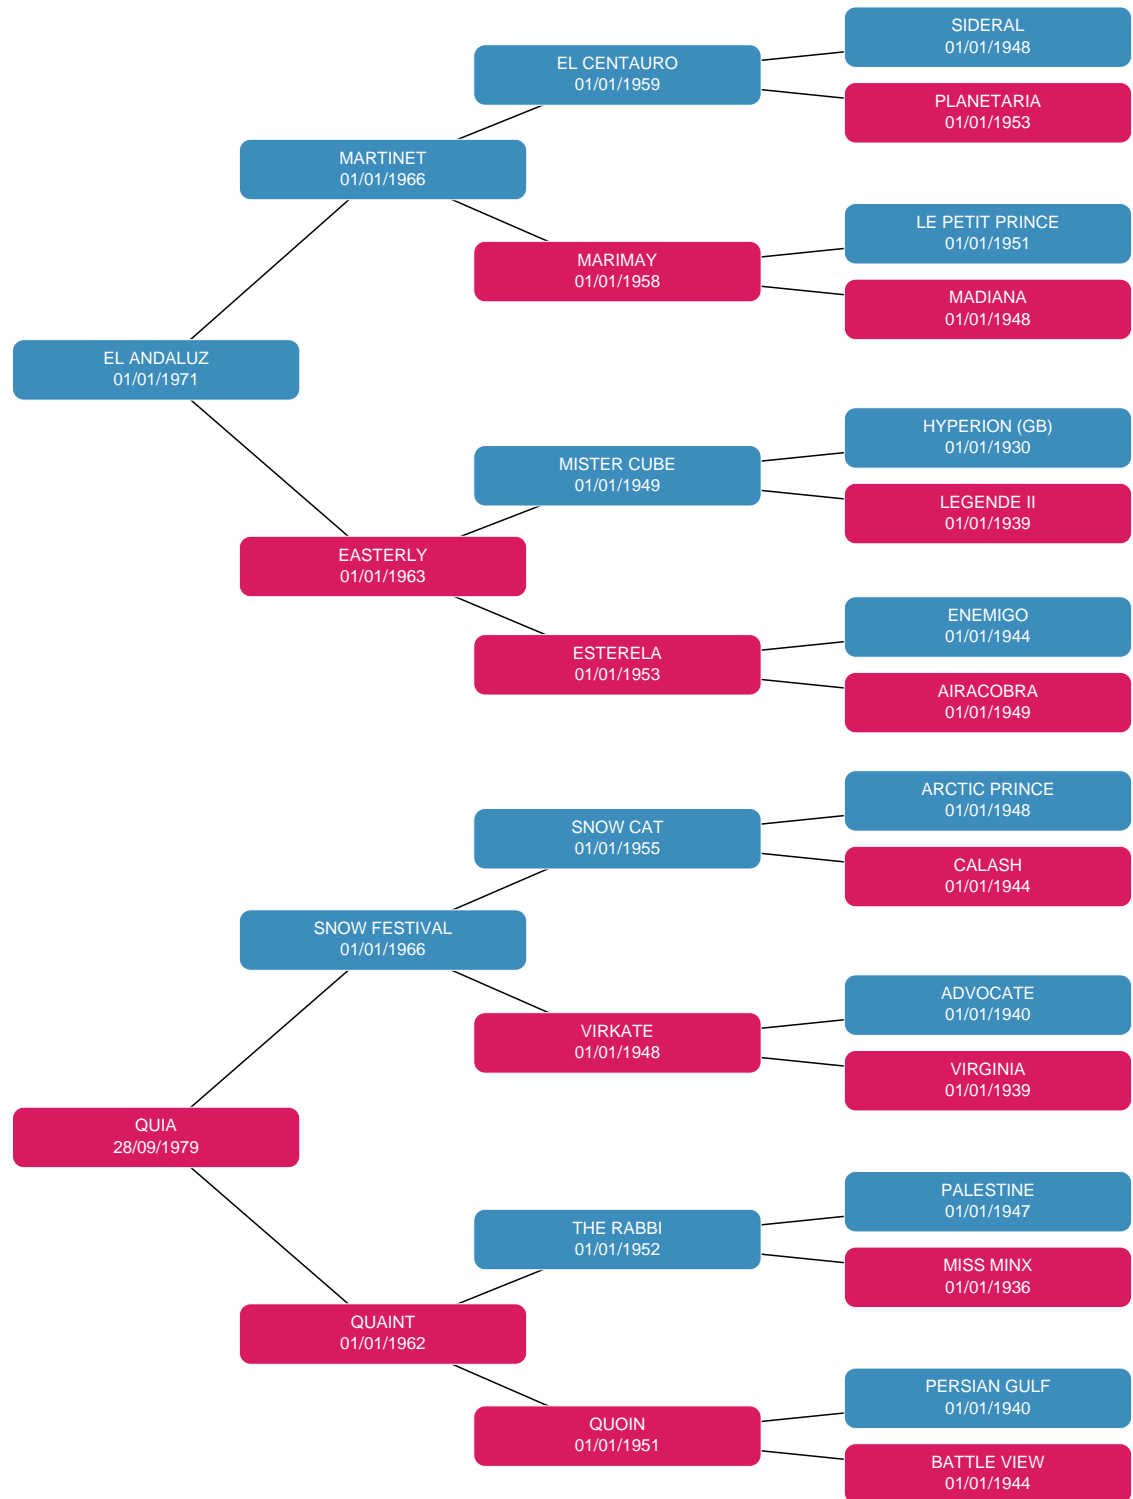 SIDERAL
01/01/1948
EL CENTAURO
01/01/1959
PLANETARIA
01/01/1953
MARTINET
01/01/1966
LE PETIT PRINCE
01/01/1951
MARIMAY
01/01/1958
MADIANA
01/01/1948
EL ANDALUZ
01/01/1971
HYPERION (GB)
01/01/1930
MISTER CUBE
01/01/1949
LEGENDE II
01/01/1939
EASTERLY
01/01/1963
ENEMIGO
01/01/1944
ESTERELA
01/01/1953
AIRACOBRA
01/01/1949
ARCTIC PRINCE
01/01/1948
SNOW CAT
01/01/1955
CALASH
01/01/1944
SNOW FESTIVAL
01/01/1966
ADVOCATE
01/01/1940
VIRKATE
01/01/1948
VIRGINIA
01/01/1939
QUIA
28/09/1979
PALESTINE
01/01/1947
THE RABBI
01/01/1952
MISS MINX
01/01/1936
QUAINT
01/01/1962
PERSIAN GULF
01/01/1940
QUOIN
01/01/1951
BATTLE VIEW
01/01/1944